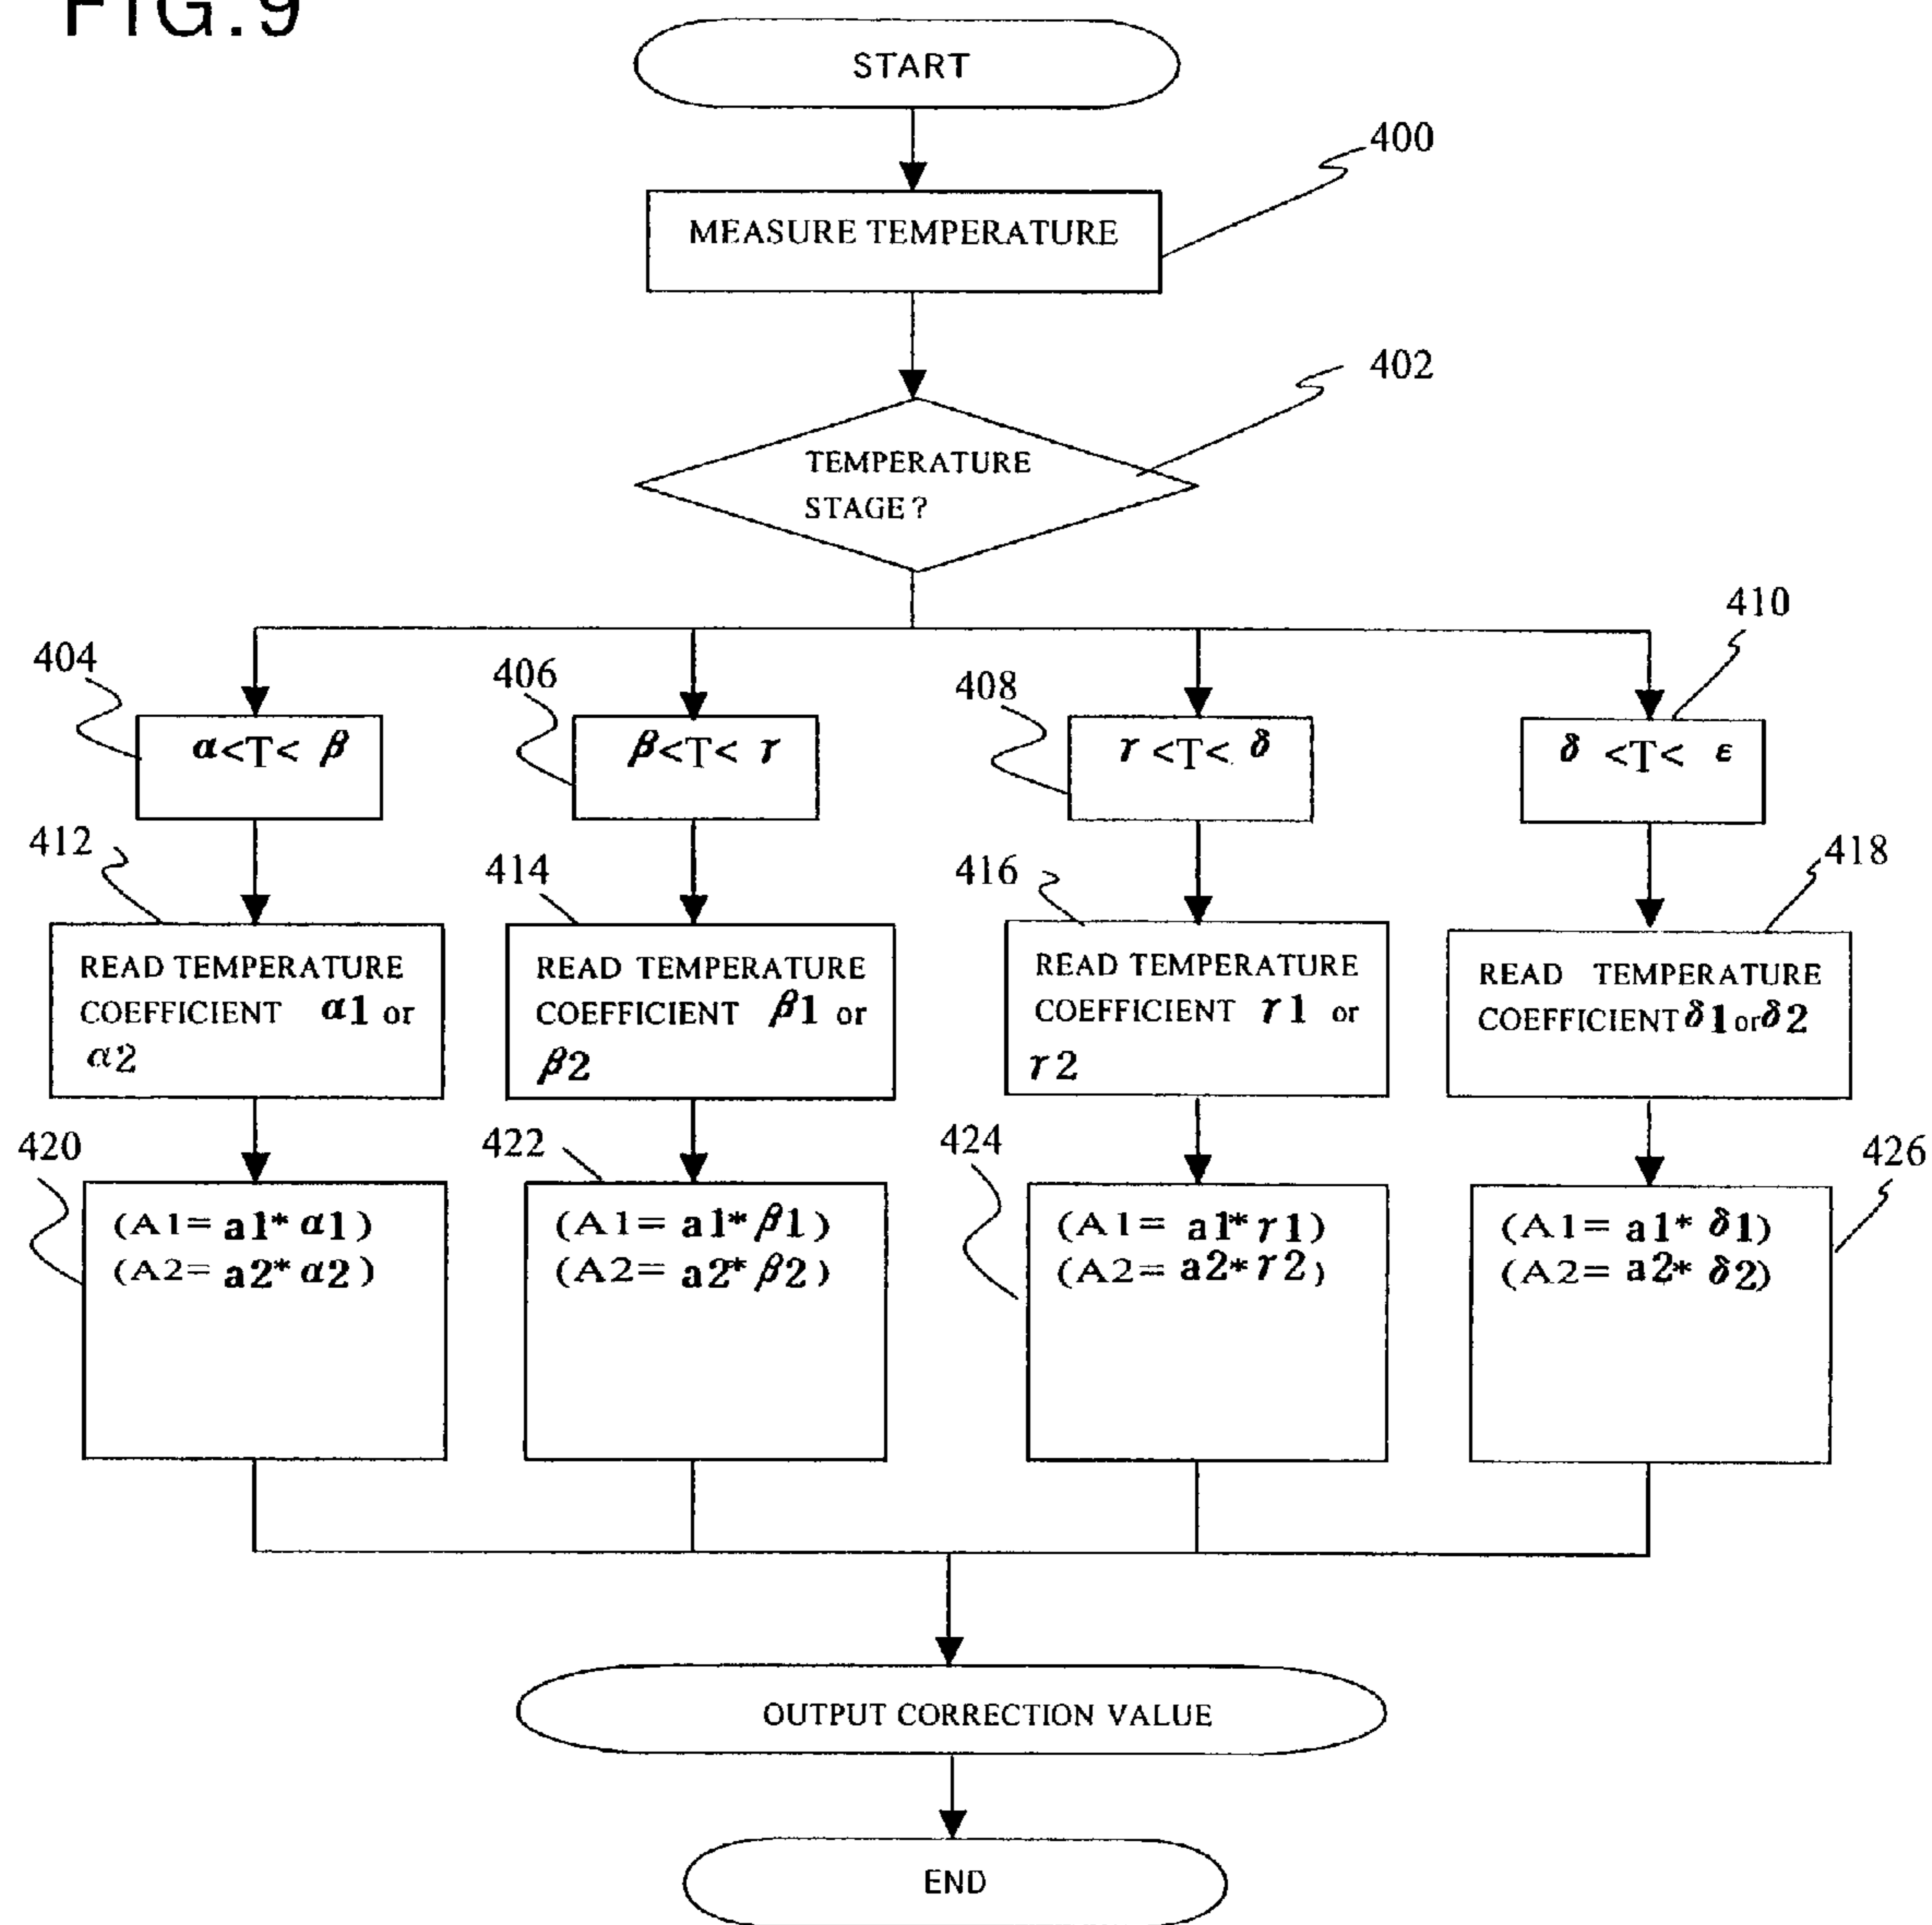 FIG.9
START
400
MEASURE TEMPERATURE
402
TEMPERATURE
STAGE?
404
406
408
410
α<T< β
β<T< γ
γ <T< δ
δ <T< ε
412
414
416
418
READ TEMPERATURE
COEFFICIENT α1 or
α2
READ TEMPERATURE
COEFFICIENT β1 or
β2
READ TEMPERATURE
COEFFICIENT γ1 or
γ2
READ TEMPERATURE
COEFFICIENT δ1 or δ2
420
422
424
426
(A1= a1* α1)
(A2= a2* α2)
(A1= a1* β1)
(A2= a2* β2)
(A1= a1* γ1)
(A2= a2* γ2)
(A1= a1* δ1)
(A2= a2* δ2)
OUTPUT CORRECTION VALUE
END